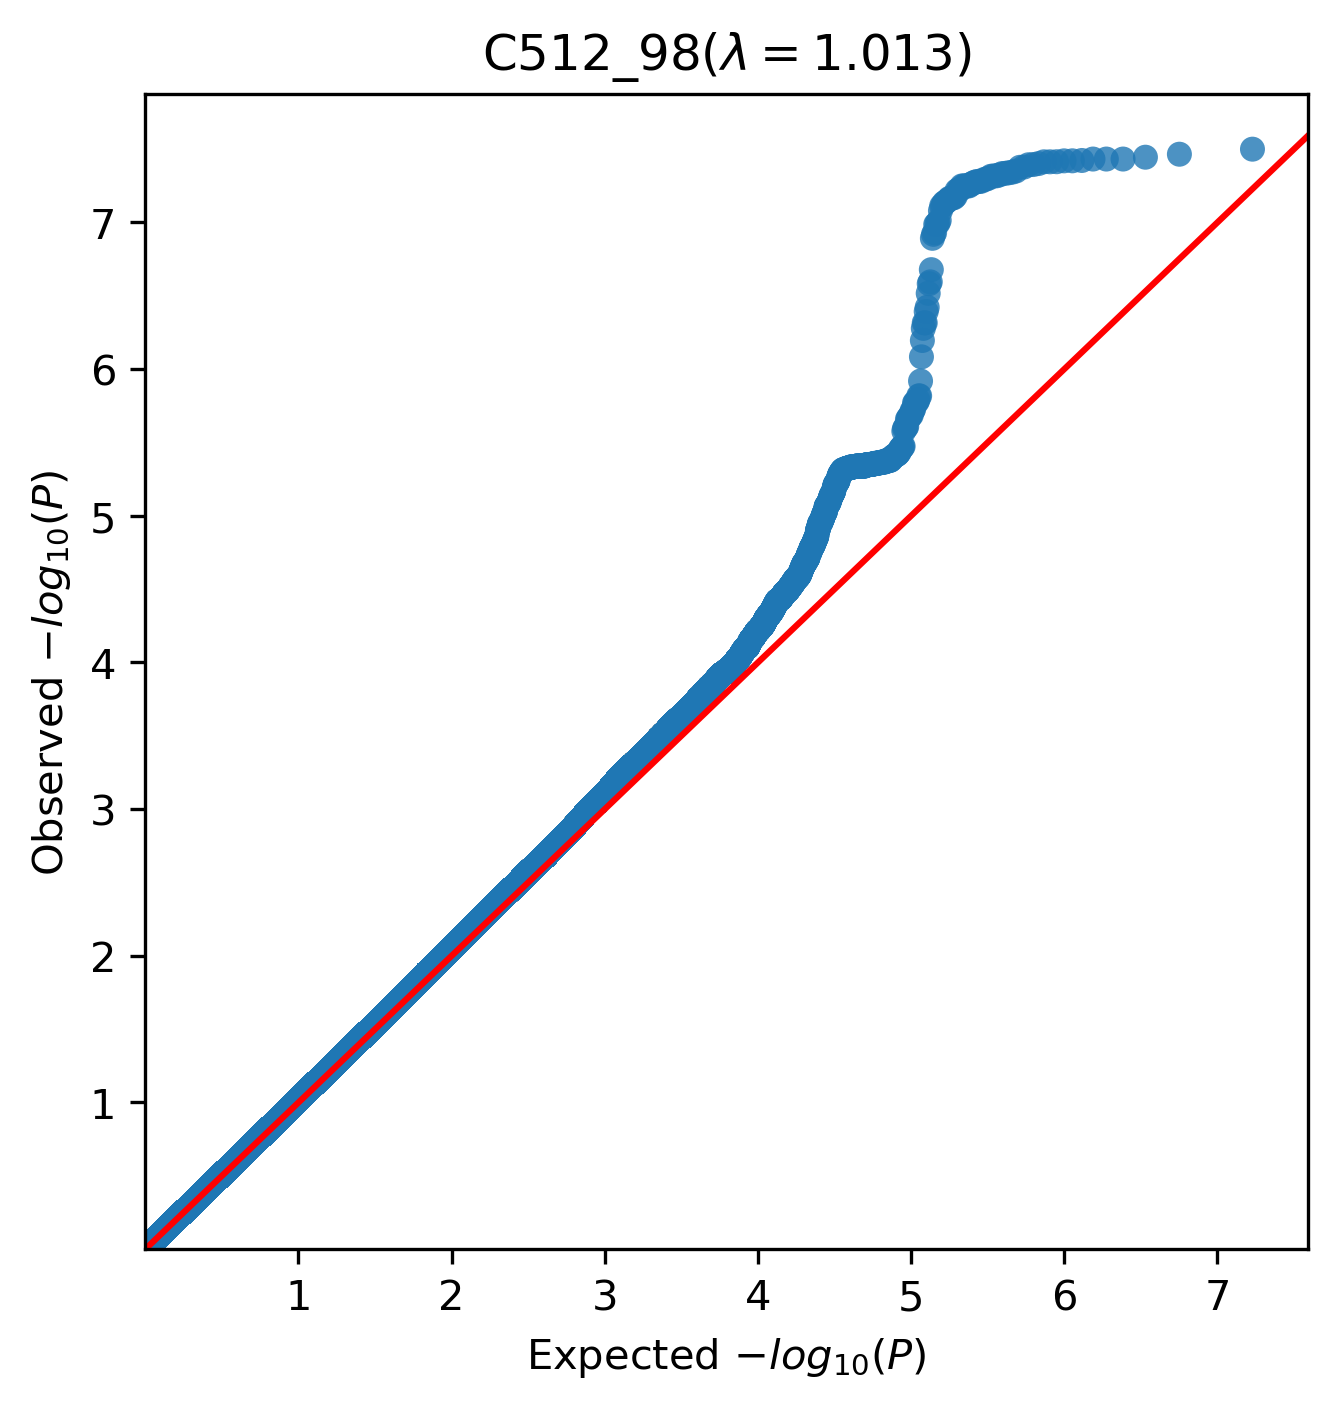 C512_98(λ = 1.013)
Observed −log10(P)
7
6
5
4
3
2
1
1 2 3 4 5 6 7
Expected −log10(P)